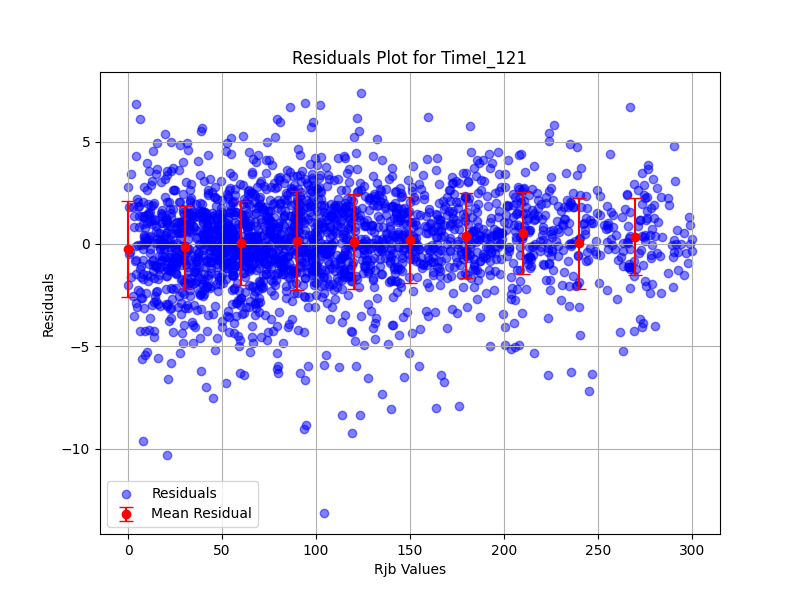 Residuals Plot for TimeI_121
5
0
−5
−10
Residuals
Residuals
Mean Residual
0
50
100
150
200
250
300
Rjb Values